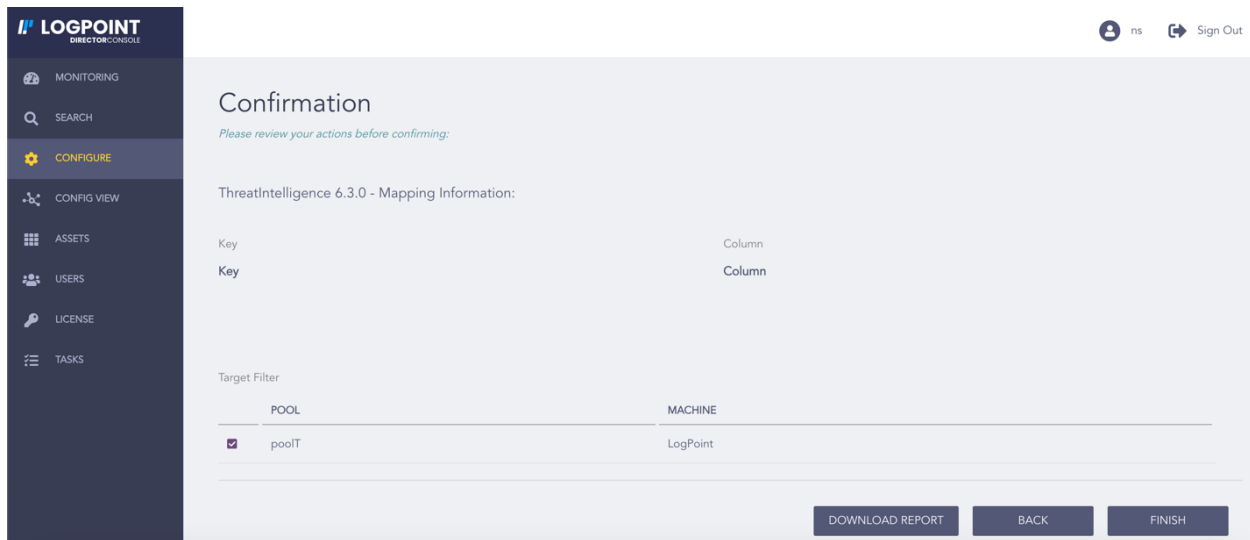 LOGPOINT
DIRECTORCONSOLE
ns Sign Out
MONITORING
SEARCH
CONFIGURE
CONFIG VIEW
ASSETS
USERS
LICENSE
TASKS
Confirmation
Please review your actions before confirming:
ThreatIntelligence 6.3.0 - Mapping Information:
Key Column
Key Column
Target Filter
POOL MACHINE
poolT LogPoint
DOWNLOAD REPORT BACK FINISH